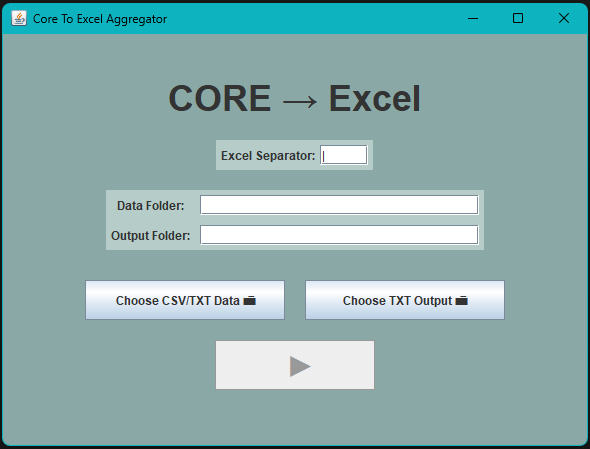 Core To Excel Aggregator
CORE → Excel
Excel Separator:
Data Folder:
Output Folder:
Choose CSV/TXT Data 
Choose TXT Output
▶